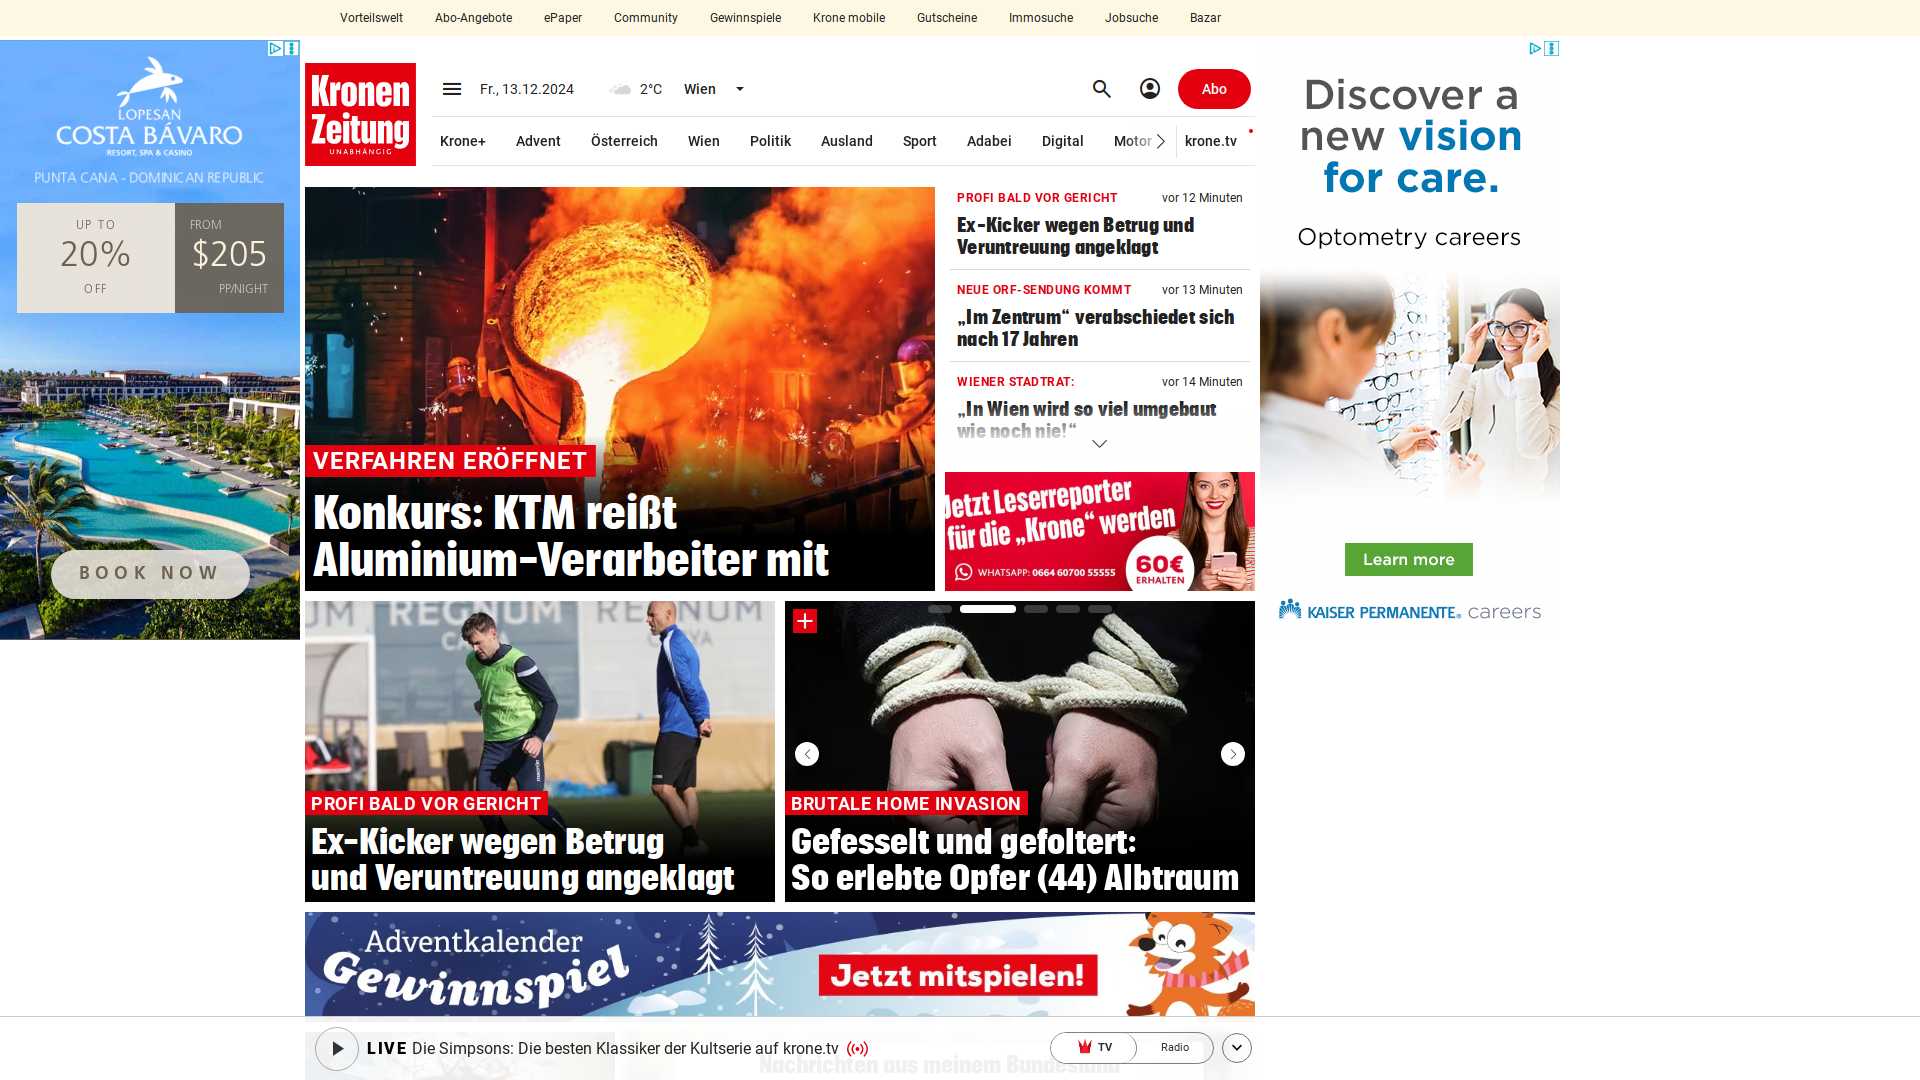 Vorteilswelt Abo-Angebote ePaper Community Gewinnspiele Krone mobile Gutscheine Immosuche Jobsuche Bazar
LOPESAN
COSTA BÁVARO
RESORT, SPA & CASINO
PUNTA CANA - DOMINICAN REPUBLIC
UP TO
20%
OFF
FROM
$205
PP/NIGHT
BOOK NOW
Kronen
Zeitung
UNABHÄNGIG
Fr., 13.12.2024 2°C Wien
Abo
Krone+ Advent Österreich Wien Politik Ausland Sport Adabei Digital Motor krone.tv
VERFAHREN ERÖFFNET
Konkurs: KTM reißt
Aluminium-Verarbeiter mit
PROFI BALD VOR GERICHT vor 12 Minuten
Ex-Kicker wegen Betrug und
Veruntreuung angeklagt
NEUE ORF-SENDUNG KOMMT vor 13 Minuten
„Im Zentrum“ verabschiedet sich
nach 17 Jahren
WIENER STADTRAT: vor 14 Minuten
„In Wien wird so viel umgebaut
wie noch nie!“
Jetzt Leserreporter
für die „Krone“ werden
WHATSAPP: 0664 60700 55555
60€
ERHALTEN
REGNUM
REGNUM
PROFI BALD VOR GERICHT
Ex-Kicker wegen Betrug
und Veruntreuung angeklagt
BRUTALE HOME INVASION
Gefesselt und gefoltert:
So erlebte Opfer (44) Albtraum
Adventkalender
Gewinnspiel
Jetzt mitspielen!
LIVE Die Simpsons: Die besten Klassiker der Kultserie auf krone.tv
TV Radio
Nachrichten aus meinem Bundesland
Discover a
new vision
for care.
Optometry careers
Learn more
KAISER PERMANENTE® careers